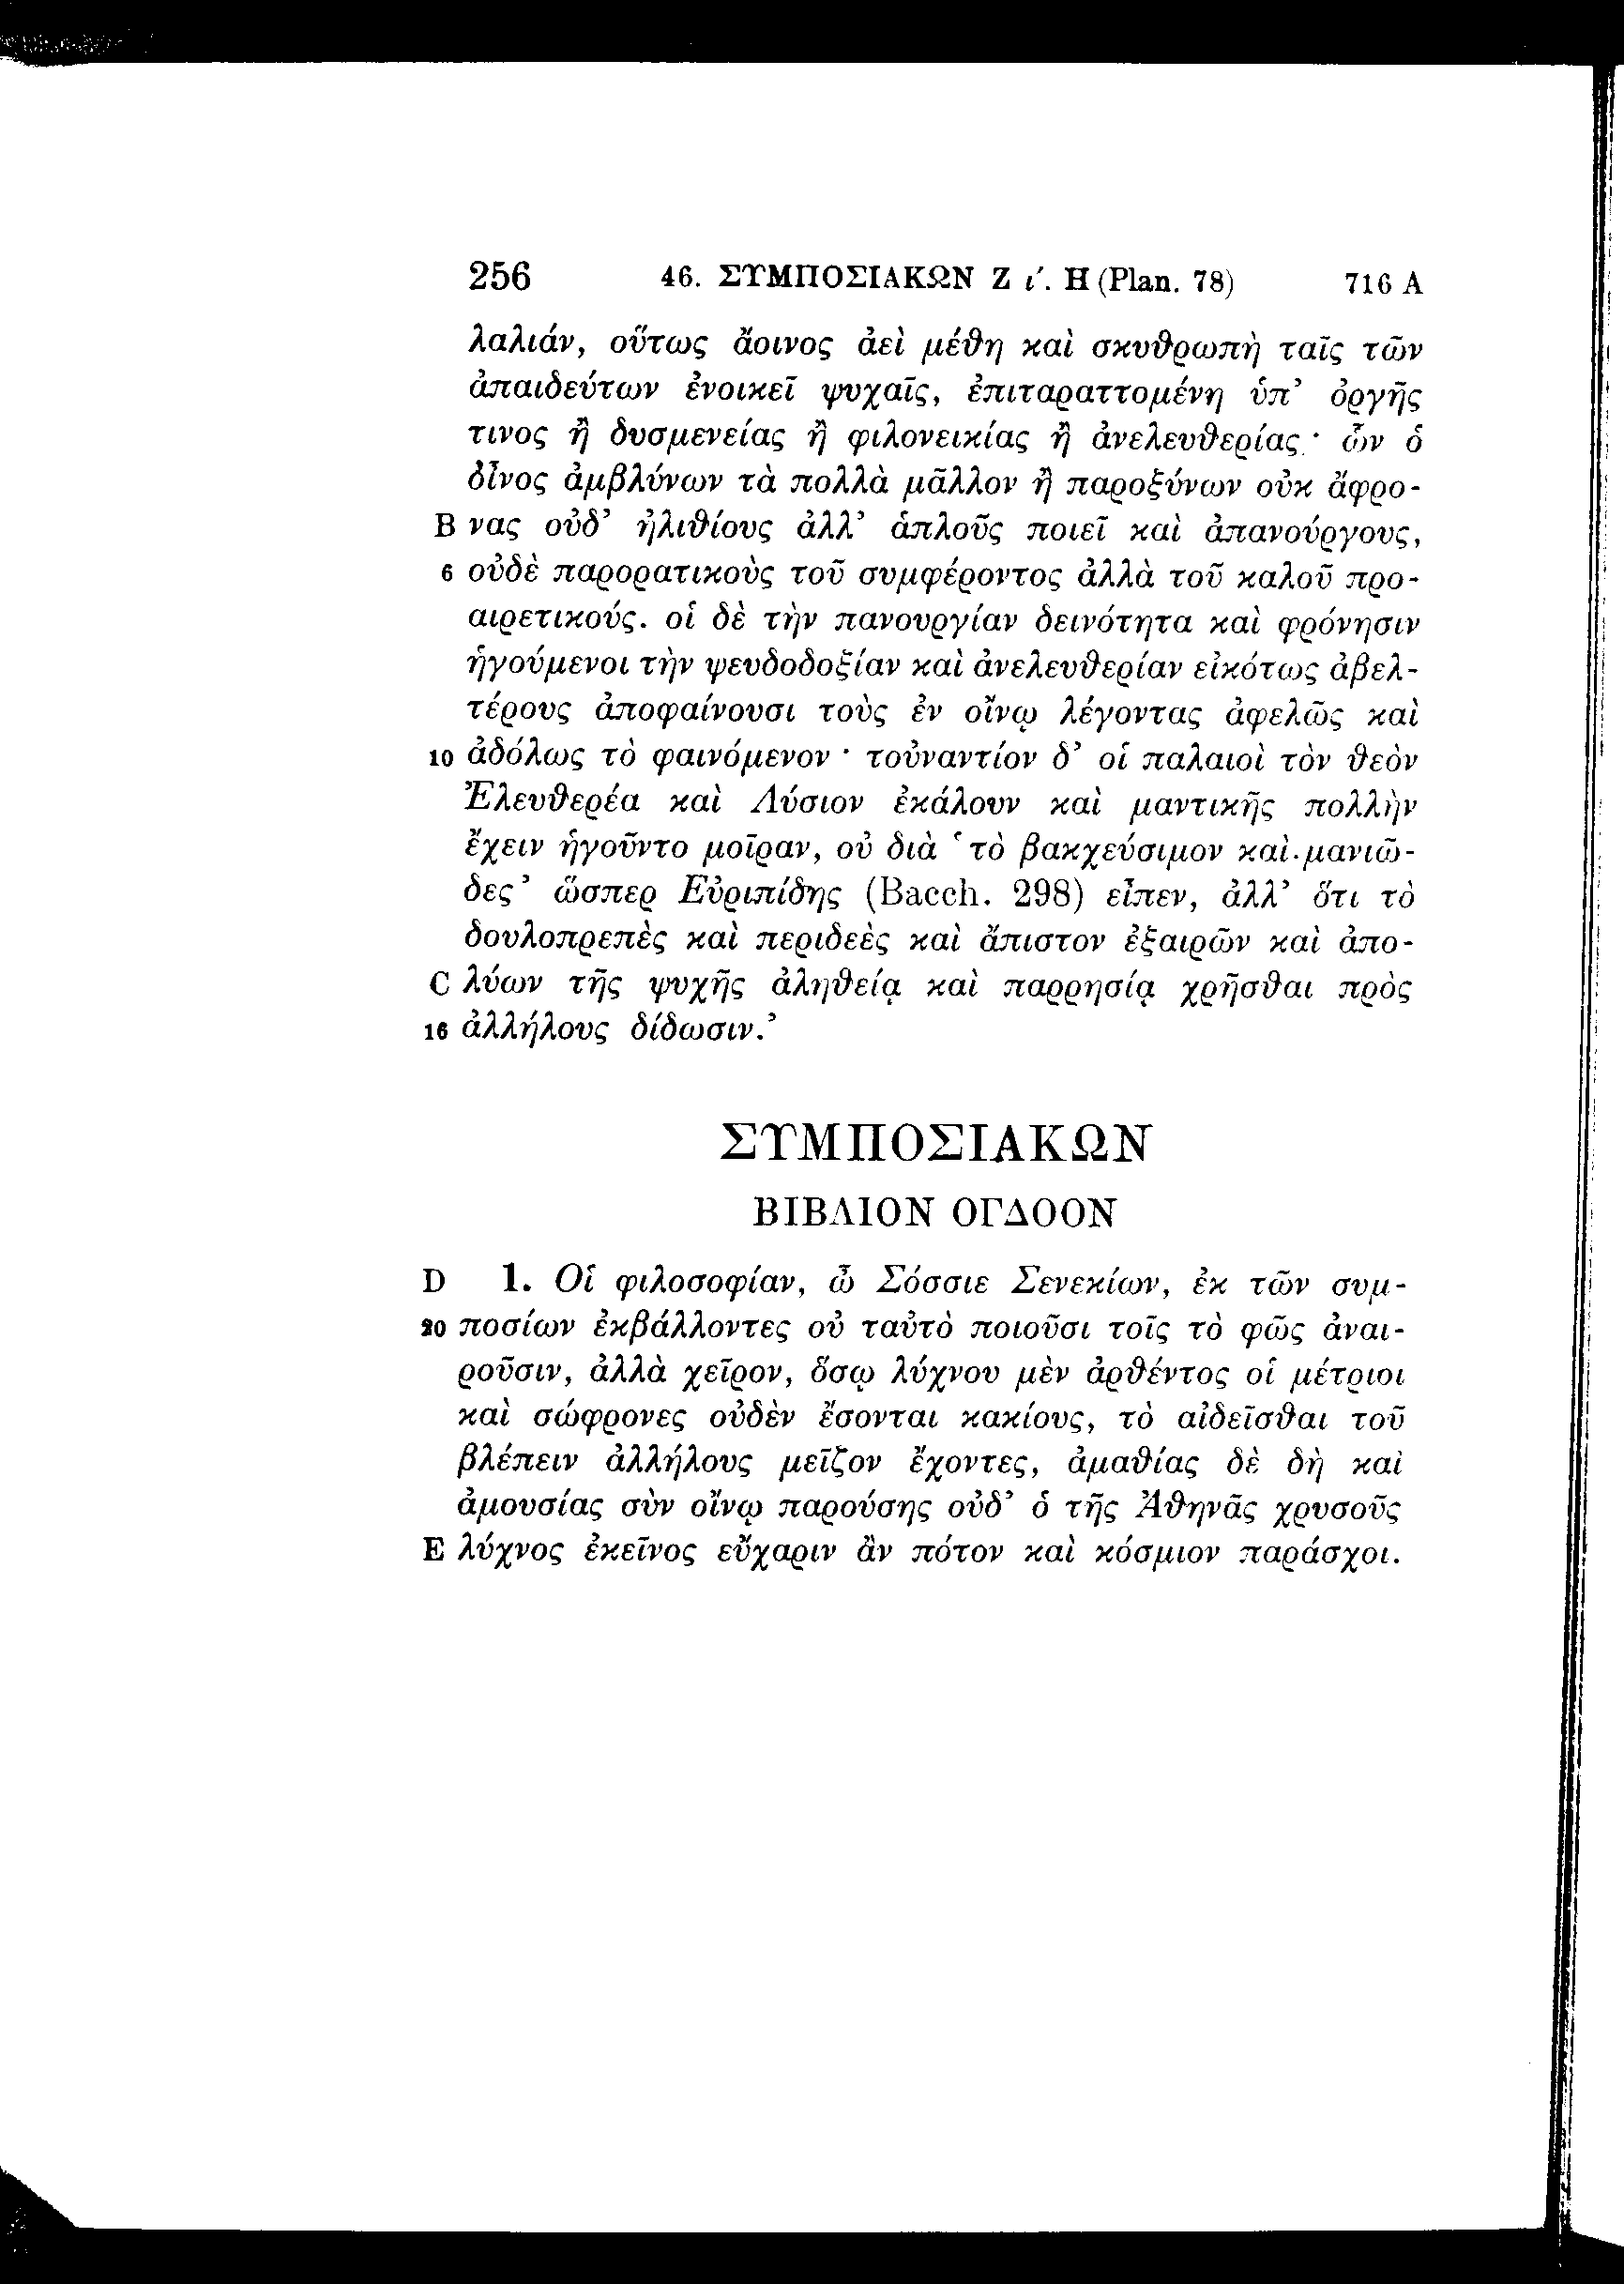 256 46. ΣΥΜΠΟΣΙΑΚΩΝ Ζ ι΄. Η (Plan. 78) 716 A
λαλιάν, οὕτως ἄοινος ἀεὶ μέθη καὶ σκυθρωπὴ ταῖς τῶν
ἀπαιδεύτων ἐνοικεῖ ψυχαῖς, ἐπιταραττομένη ὑπ’ ὀργῆς
τινος ἢ δυσμενείας ἢ φιλονεικίας ἢ ἀνελευθερίας· ὧν ὁ
οἶνος ἀμβλύνων τὰ πολλὰ μᾶλλον ἢ παροξύνων οὐκ ἄφρο-
B νας οὐδ’ ἠλιθίους ἀλλ’ ἁπλοῦς ποιεῖ καὶ ἀπανούργους,
6 οὐδὲ παρορατικοὺς τοῦ συμφέροντος ἀλλὰ τοῦ καλοῦ προ-
αιρετικούς. οἱ δὲ τὴν πανουργίαν δεινότητα καὶ φρόνησιν
ἡγούμενοι τὴν ψευδοδοξίαν καὶ ἀνελευθερίαν εἰκότως ἀβελ-
τέρους ἀποφαίνουσι τοὺς ἐν οἴνῳ λέγοντας ἀφελῶς καὶ
10 ἀδόλως τὸ φαινόμενον· τοὐναντίον δ’ οἱ παλαιοὶ τὸν θεὸν
Ἐλευθερέα καὶ Λύσιον ἐκάλουν καὶ μαντικῆς πολλὴν
ἔχειν ἡγοῦντο μοῖραν, οὐ διὰ ‘τὸ βακχεύσιμον καὶ μανιῶ-
δες’ ὥσπερ Εὐριπίδης (Bacch. 298) εἶπεν, ἀλλ’ ὅτι τὸ
δουλοπρεπὲς καὶ περιδεὲς καὶ ἄπιστον ἐξαιρῶν καὶ ἀπο-
C λύων τῆς ψυχῆς ἀληθείᾳ καὶ παρρησίᾳ χρῆσθαι πρὸς
16 ἀλλήλους δίδωσιν.’
ΣΥΜΠΟΣΙΑΚΩΝ
ΒΙΒΛΙΟΝ ΟΓΔΟΟΝ
D 1. Οἱ φιλοσοφίαν, ὦ Σόσσιε Σενεκίων, ἐκ τῶν συμ-
20 ποσίων ἐκβάλλοντες οὐ ταὐτὸ ποιοῦσι τοῖς τὸ φῶς ἀναι-
ροῦσιν, ἀλλὰ χεῖρον, ὅσῳ λύχνου μὲν ἀρθέντος οἱ μέτριοι
καὶ σώφρονες οὐδὲν ἔσονται κακίους, τὸ αἰδεῖσθαι τοῦ
βλέπειν ἀλλήλους μεῖζον ἔχοντες, ἀμαθίας δὲ δὴ καὶ
ἀμουσίας σὺν οἴνῳ παρούσης οὐδ’ ὁ τῆς Ἀθηνᾶς χρυσοῦς
E λύχνος ἐκεῖνος εὔχαριν ἂν πότον καὶ κόσμιον παράσχοι.